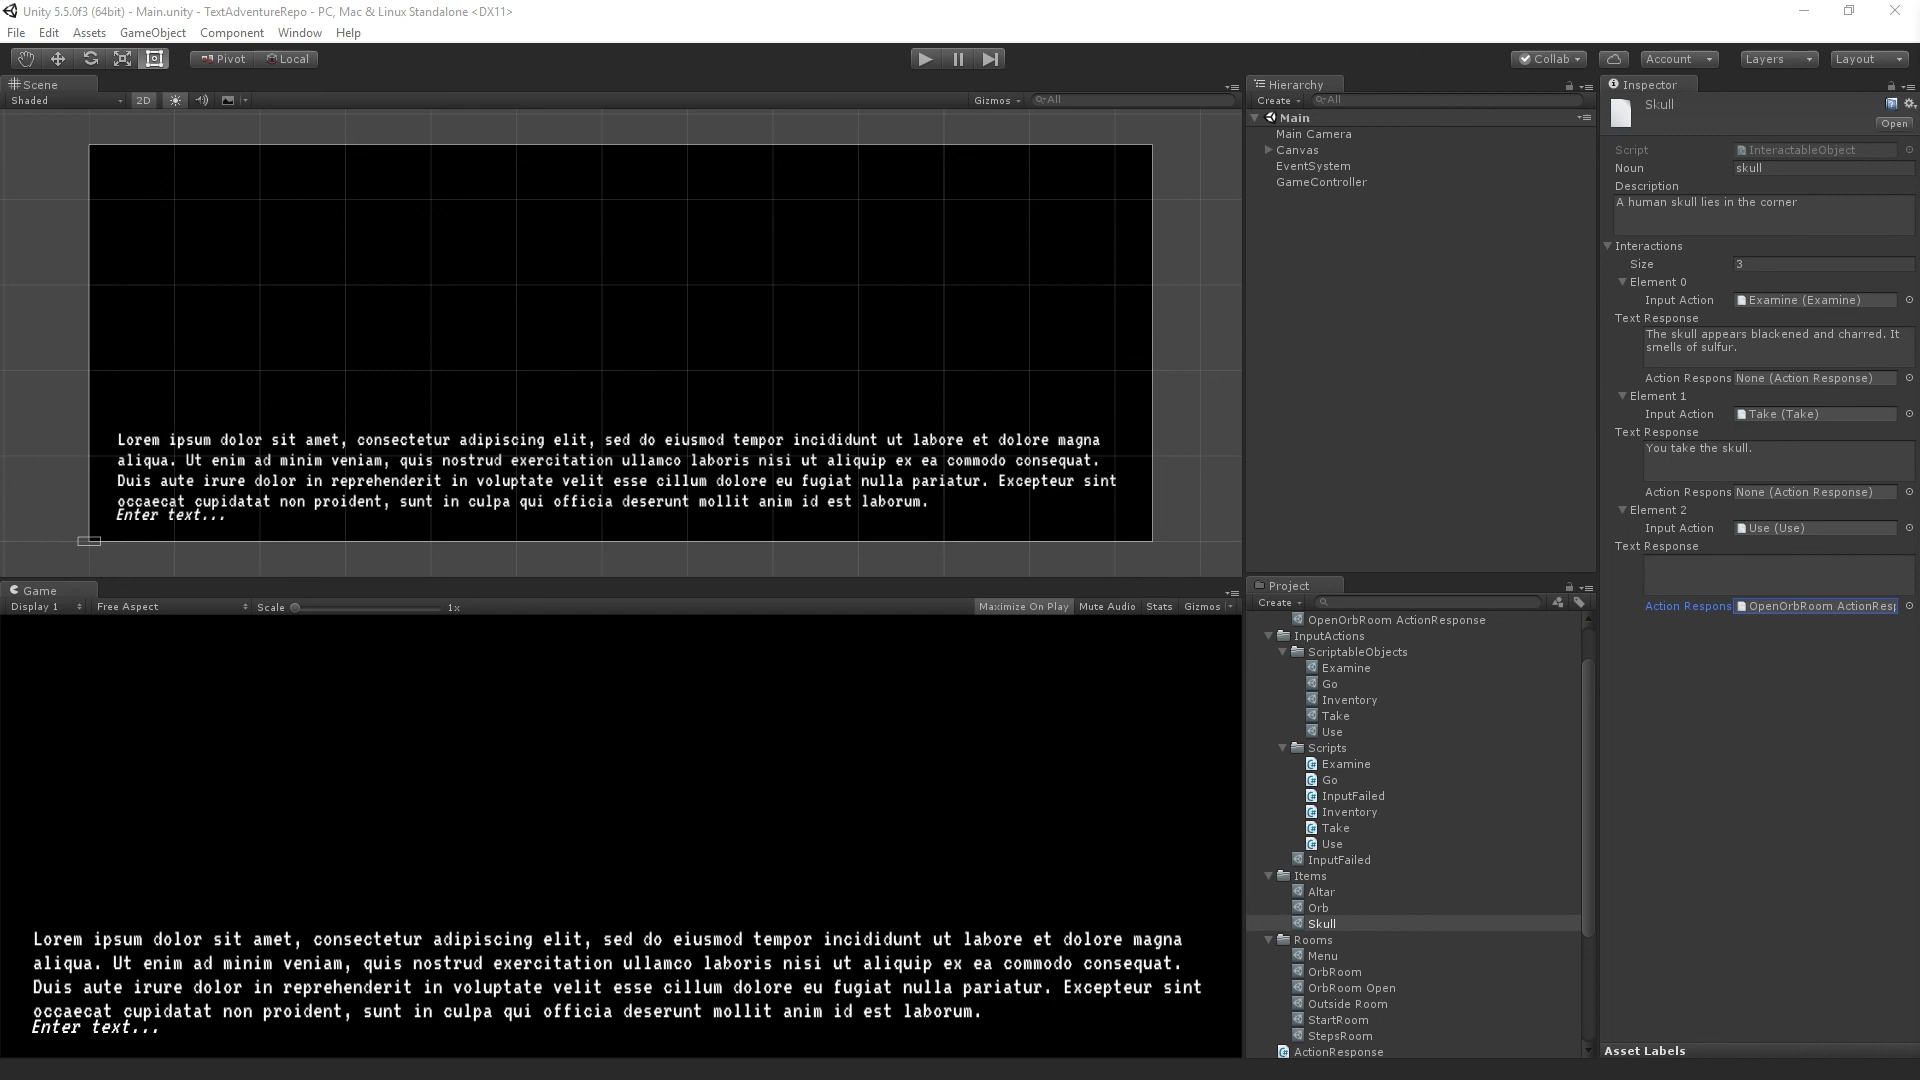 Unity 5.5.0f3 (64bit) - Main.unity - TextAdventureRepo - PC, Mac & Linux Standalone <DX11>
File Edit Assets GameObject Component Window Help
Pivot Local Collab Account Layers Layout
Scene
Shaded 2D Gizmos All
Lorem ipsum dolor sit amet, consectetur adipiscing elit, sed do eiusmod tempor incididunt ut labore et dolore magna
aliqua. Ut enim ad minim veniam, quis nostrud exercitation ullamco laboris nisi ut aliquip ex ea commodo consequat.
Duis aute irure dolor in reprehenderit in voluptate velit esse cillum dolore eu fugiat nulla pariatur. Excepteur sint
occaecat cupidatat non proident, sunt in culpa qui officia deserunt mollit anim id est laborum.
Enter text...
Game
Display 1 Free Aspect Scale 1x Maximize On Play Mute Audio Stats Gizmos
Lorem ipsum dolor sit amet, consectetur adipiscing elit, sed do eiusmod tempor incididunt ut labore et dolore magna
aliqua. Ut enim ad minim veniam, quis nostrud exercitation ullamco laboris nisi ut aliquip ex ea commodo consequat.
Duis aute irure dolor in reprehenderit in voluptate velit esse cillum dolore eu fugiat nulla pariatur. Excepteur sint
occaecat cupidatat non proident, sunt in culpa qui officia deserunt mollit anim id est laborum.
Enter text...
Hierarchy
Create All
Main
Main Camera
Canvas
EventSystem
GameController
Project
Create
OpenOrbRoom ActionResponse
InputActions
ScriptableObjects
Examine
Go
Inventory
Take
Use
Scripts
Examine
Go
InputFailed
Inventory
Take
Use
InputFailed
Items
Altar
Orb
Skull
Rooms
Menu
OrbRoom
OrbRoom Open
Outside Room
StartRoom
StepsRoom
ActionResponse
Inspector
Skull
Open
Script InteractableObject
Noun skull
Description
A human skull lies in the corner
Interactions
Size 3
Element 0
Input Action Examine (Examine)
Text Response
The skull appears blackened and charred. It
smells of sulfur.
Action Respons None (Action Response)
Element 1
Input Action Take (Take)
Text Response
You take the skull.
Action Respons None (Action Response)
Element 2
Input Action Use (Use)
Text Response
Action Respons OpenOrbRoom ActionResp
Asset Labels